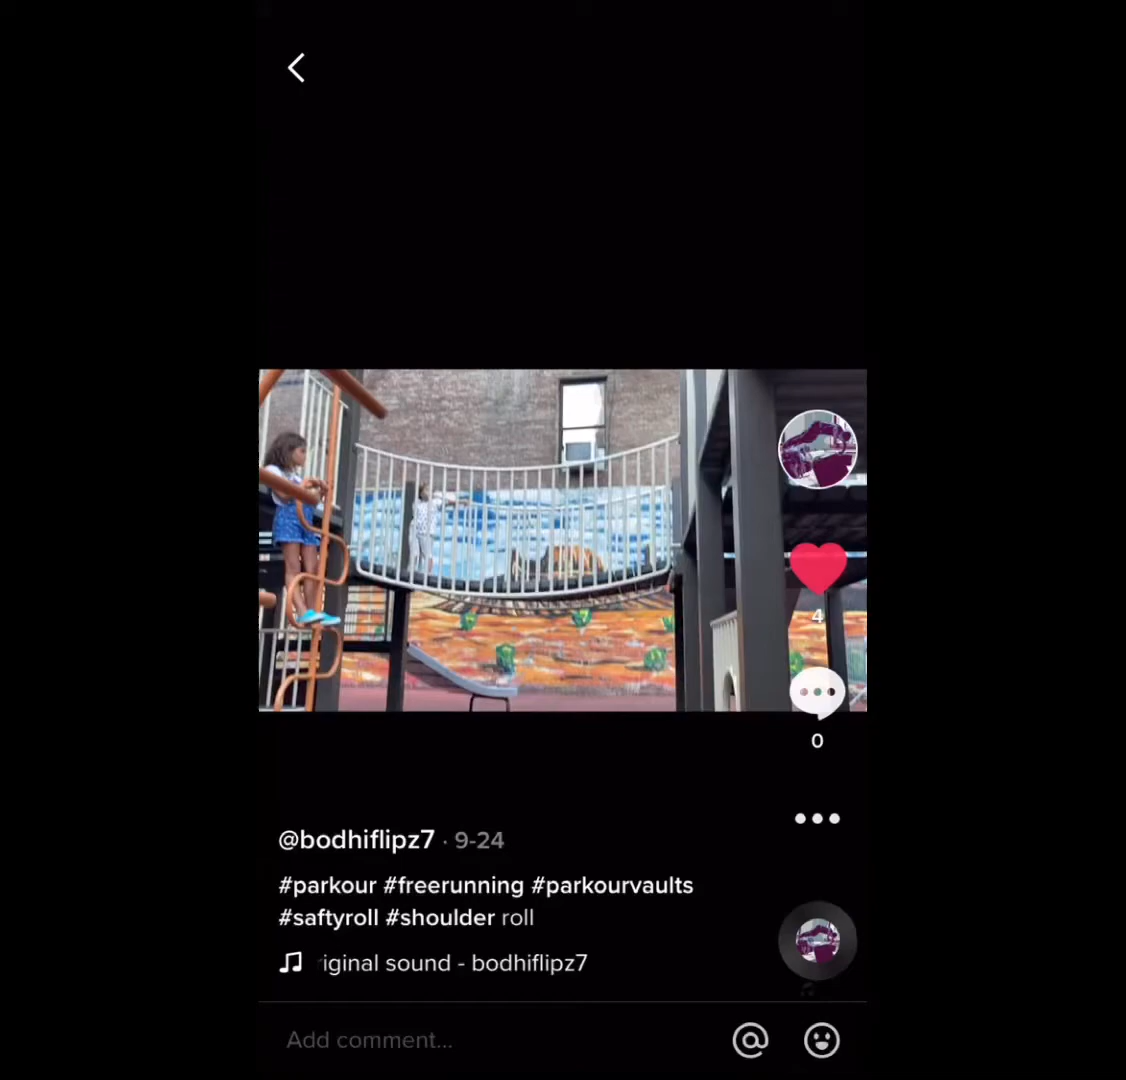 4
0
@bodhiflipz7 · 9-24
#parkour #freerunning #parkourvaults
#saftyroll #shoulder roll
iginal sound - bodhiflipz7
Add comment...